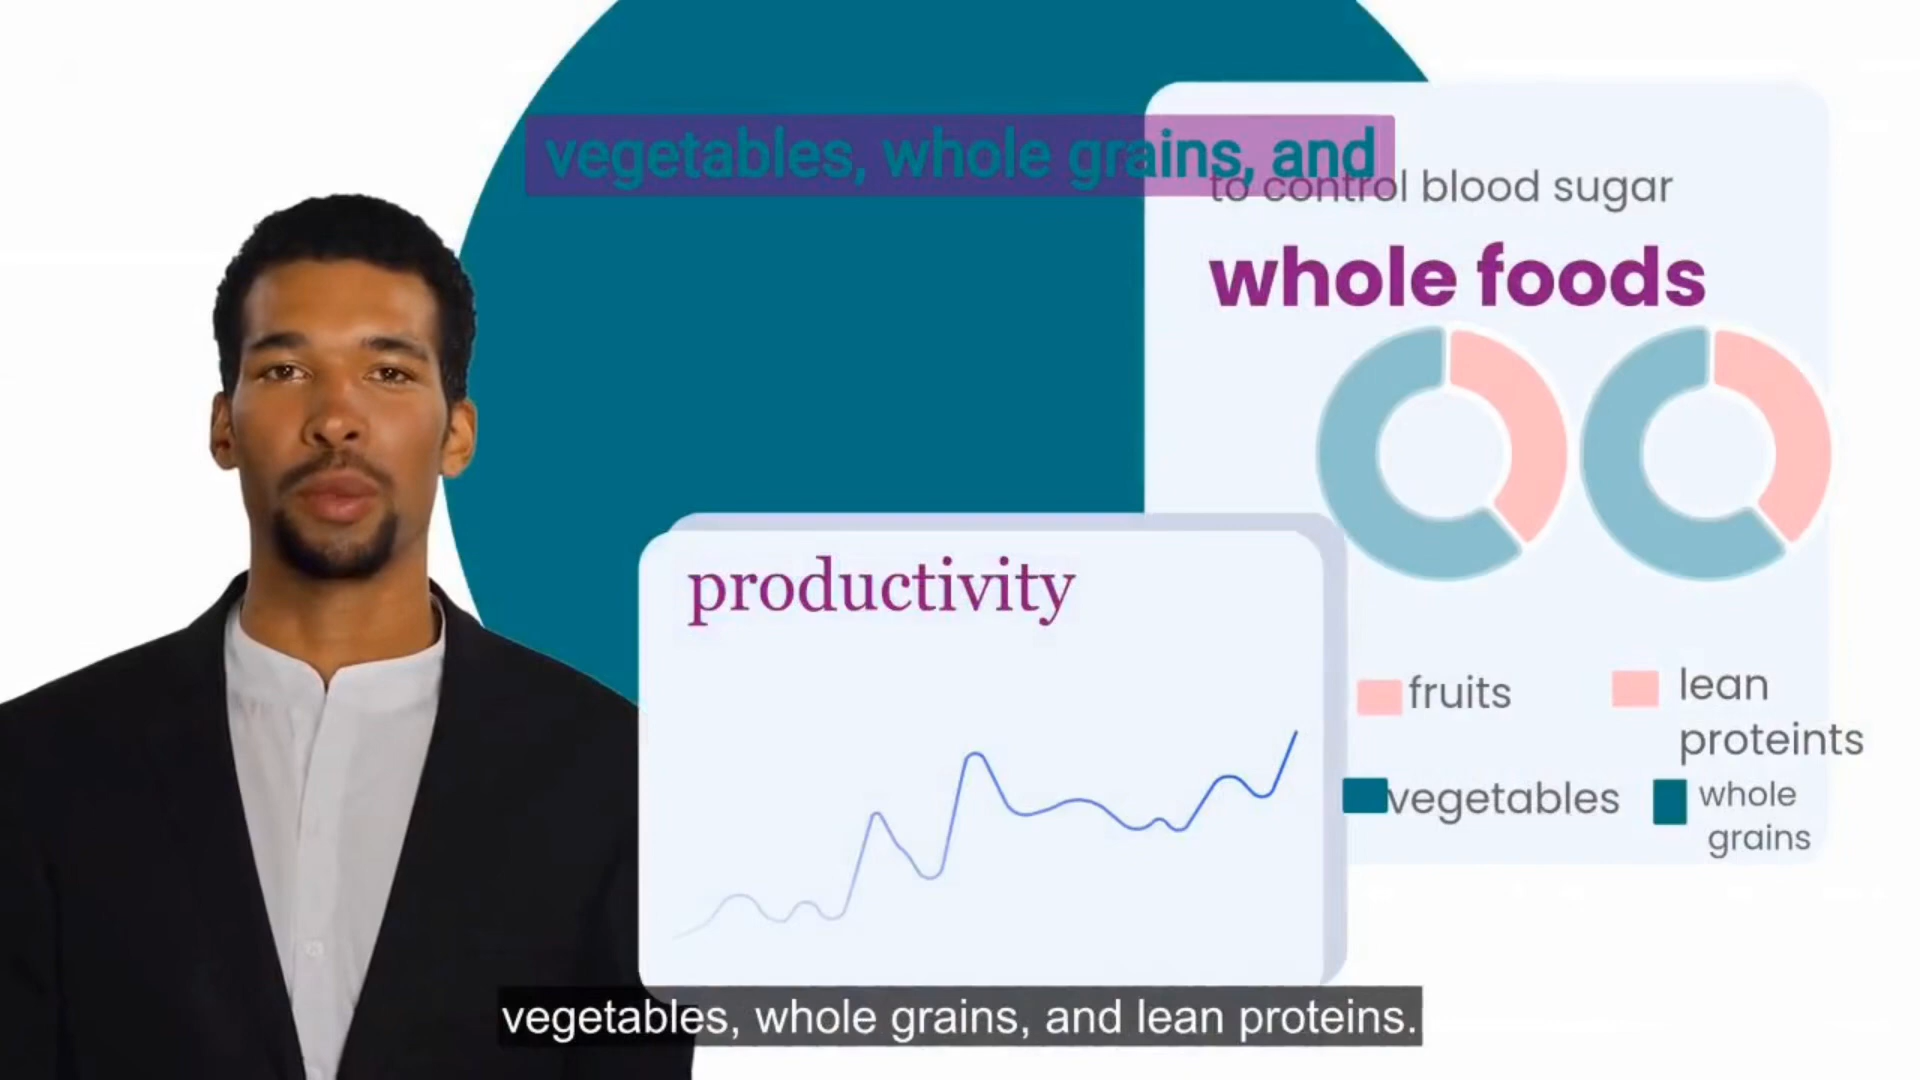 vegetables, whole grains, and
to control blood sugar
whole foods
productivity
fruits
lean
proteints
vegetables
whole
grains
vegetables, whole grains, and lean proteins.